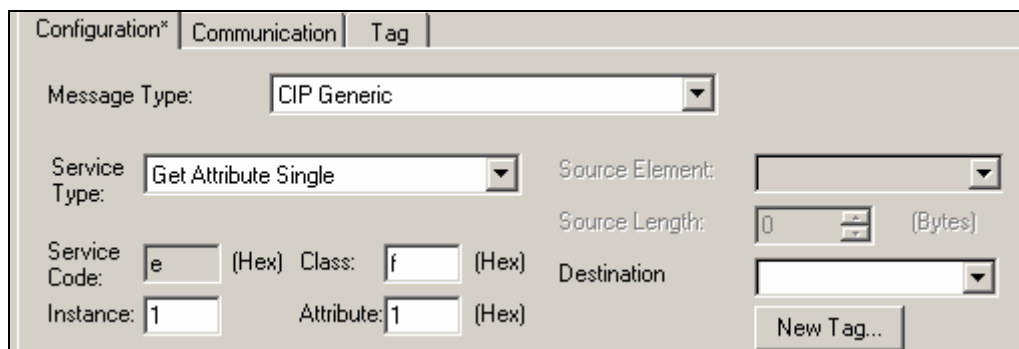 Configuration* Communication Tag
Message Type: CIP Generic
Service Type: Get Attribute Single Source Element:
Source Length: 0 (Bytes)
Service Code: e (Hex) Class: f (Hex) Destination
Instance: 1 Attribute: 1 (Hex)
New Tag...